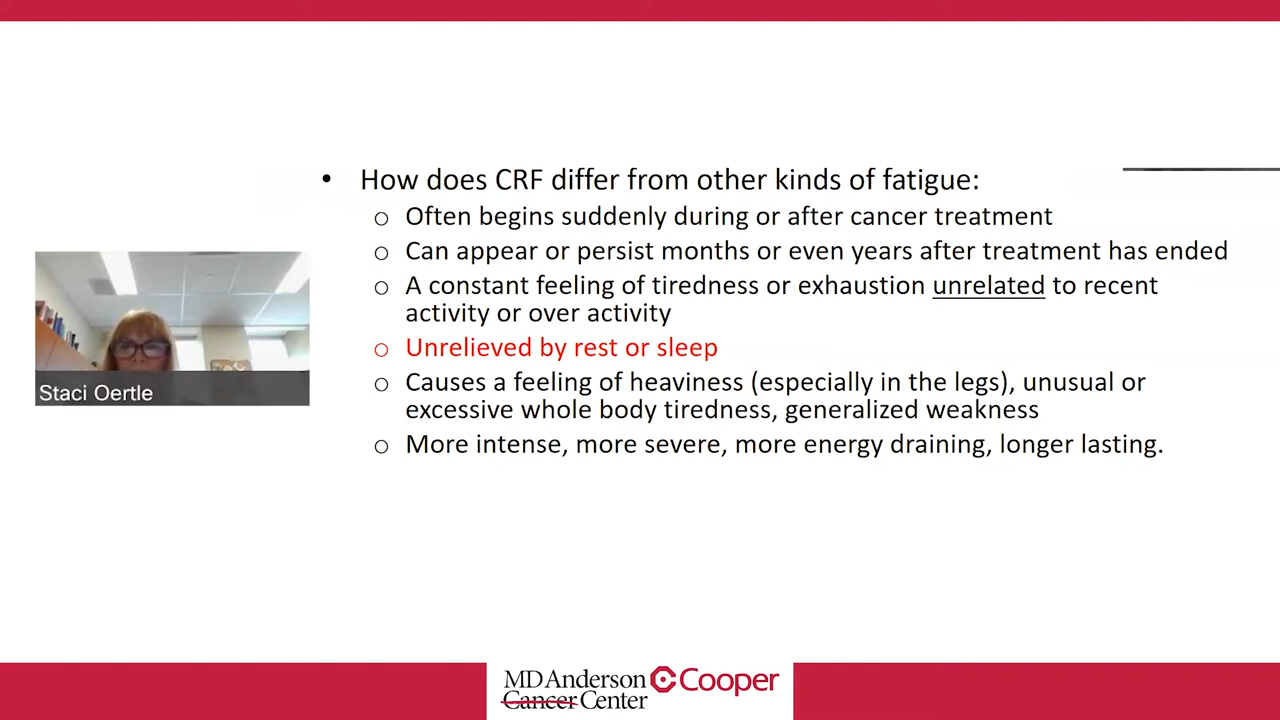 • How does CRF differ from other kinds of fatigue:
o Often begins suddenly during or after cancer treatment
o Can appear or persist months or even years after treatment has ended
o A constant feeling of tiredness or exhaustion unrelated to recent
activity or over activity
o Unrelieved by rest or sleep
o Causes a feeling of heaviness (especially in the legs), unusual or
excessive whole body tiredness, generalized weakness
o More intense, more severe, more energy draining, longer lasting.
Staci Oertle
MD Anderson Cooper
Cancer Center